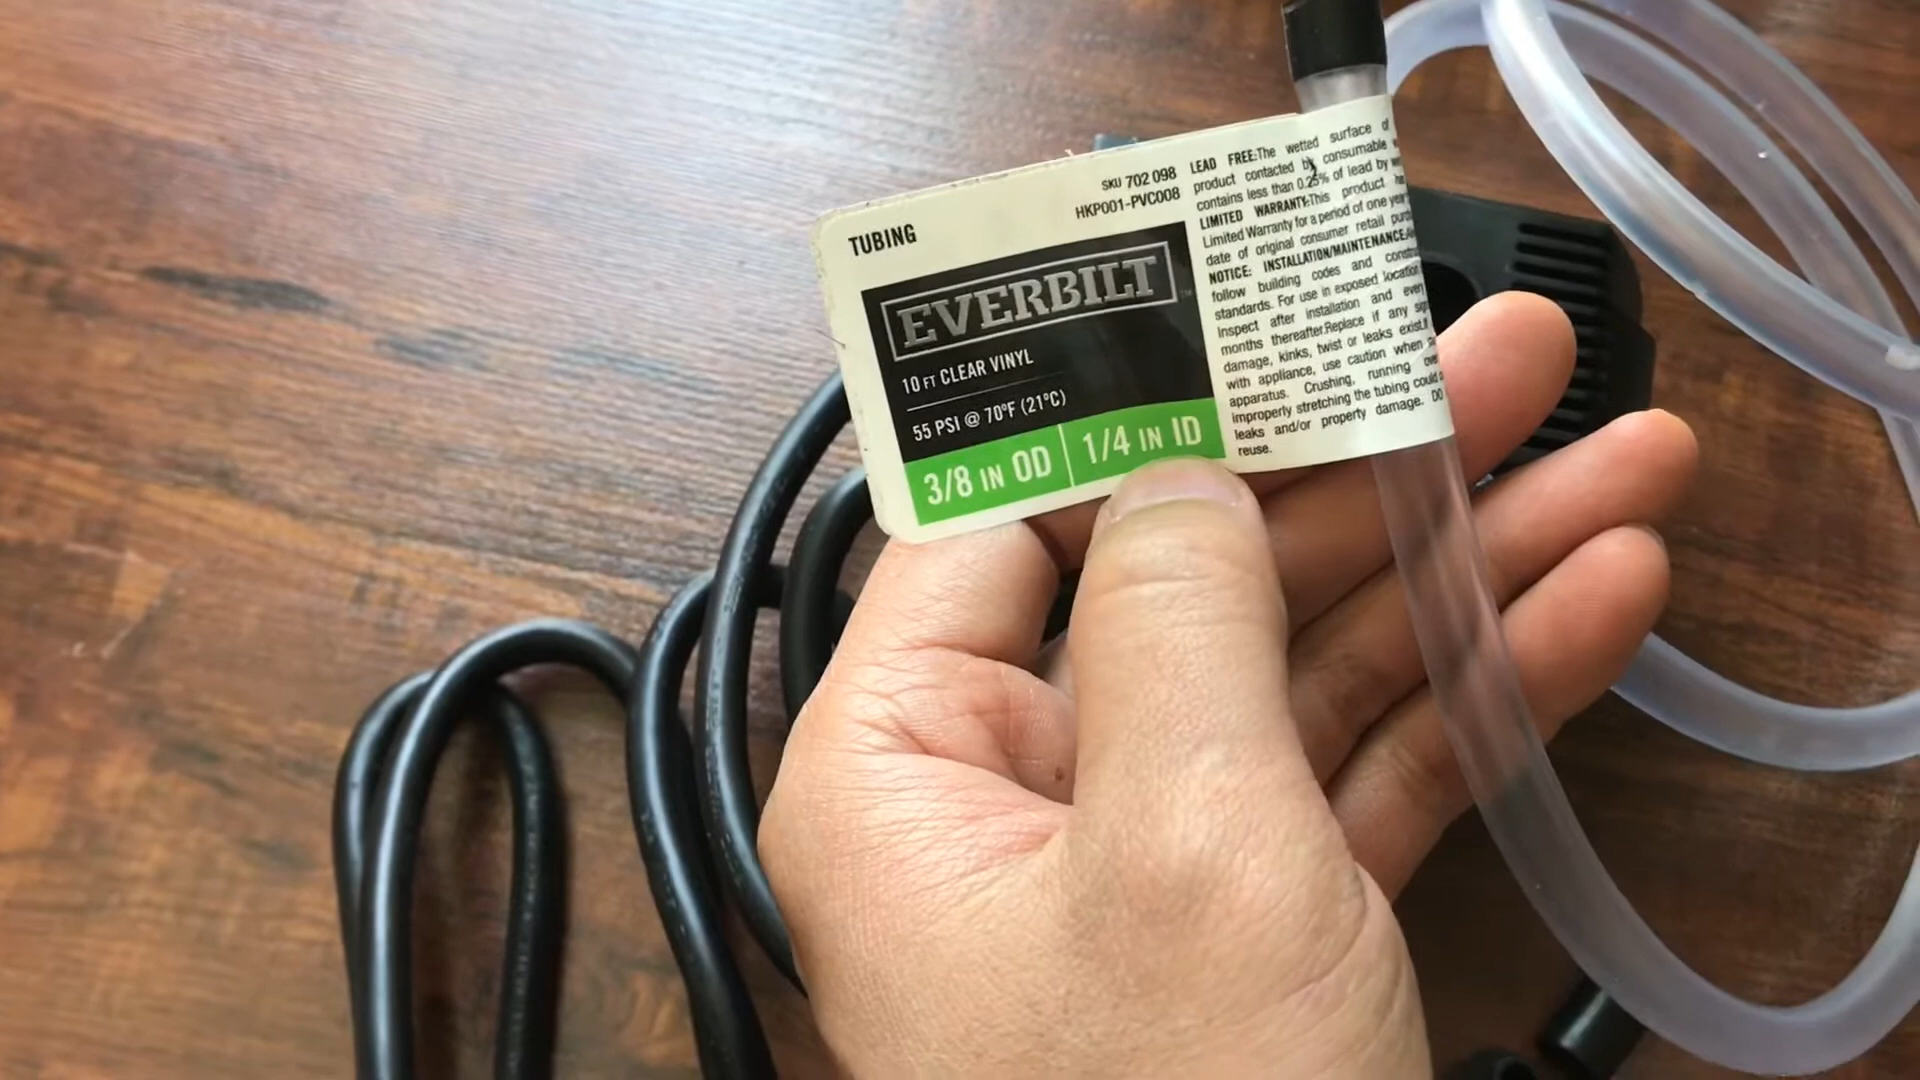 TUBING
SKU 702 098
HKP001-PVC008
EVERBILT
10 FT CLEAR VINYL
55 PSI @ 70°F (21°C)
3/8 IN OD
1/4 IN ID
LEAD FREE:The wetted surface of
product contacted by consumable
contains less than 0.25% of lead by
LIMITED WARRANTY:This product
Limited Warranty for a period of one year
date of original consumer retail
NOTICE: INSTALLATION/MAINTENANCE:
follow building codes and
standards. For use in exposed location
Inspect after installation and
months thereafter.Replace if any
damage, kinks, twist or leaks exist.
with appliance, use caution when
apparatus. Crushing, running
improperly stretching the tubing could
leaks and/or property damage. DO
reuse.